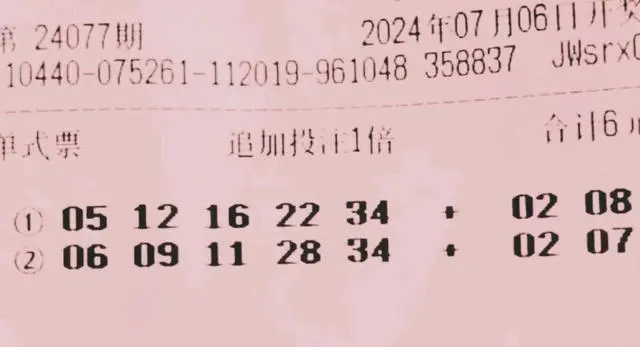 第 24077期 2024年07月06日开奖
10440-075261-112019-961048 358837 JWsrx
单式票 追加投注1倍 合计6元
① 05 12 16 22 34 + 02 08
② 06 09 11 28 34 + 02 07